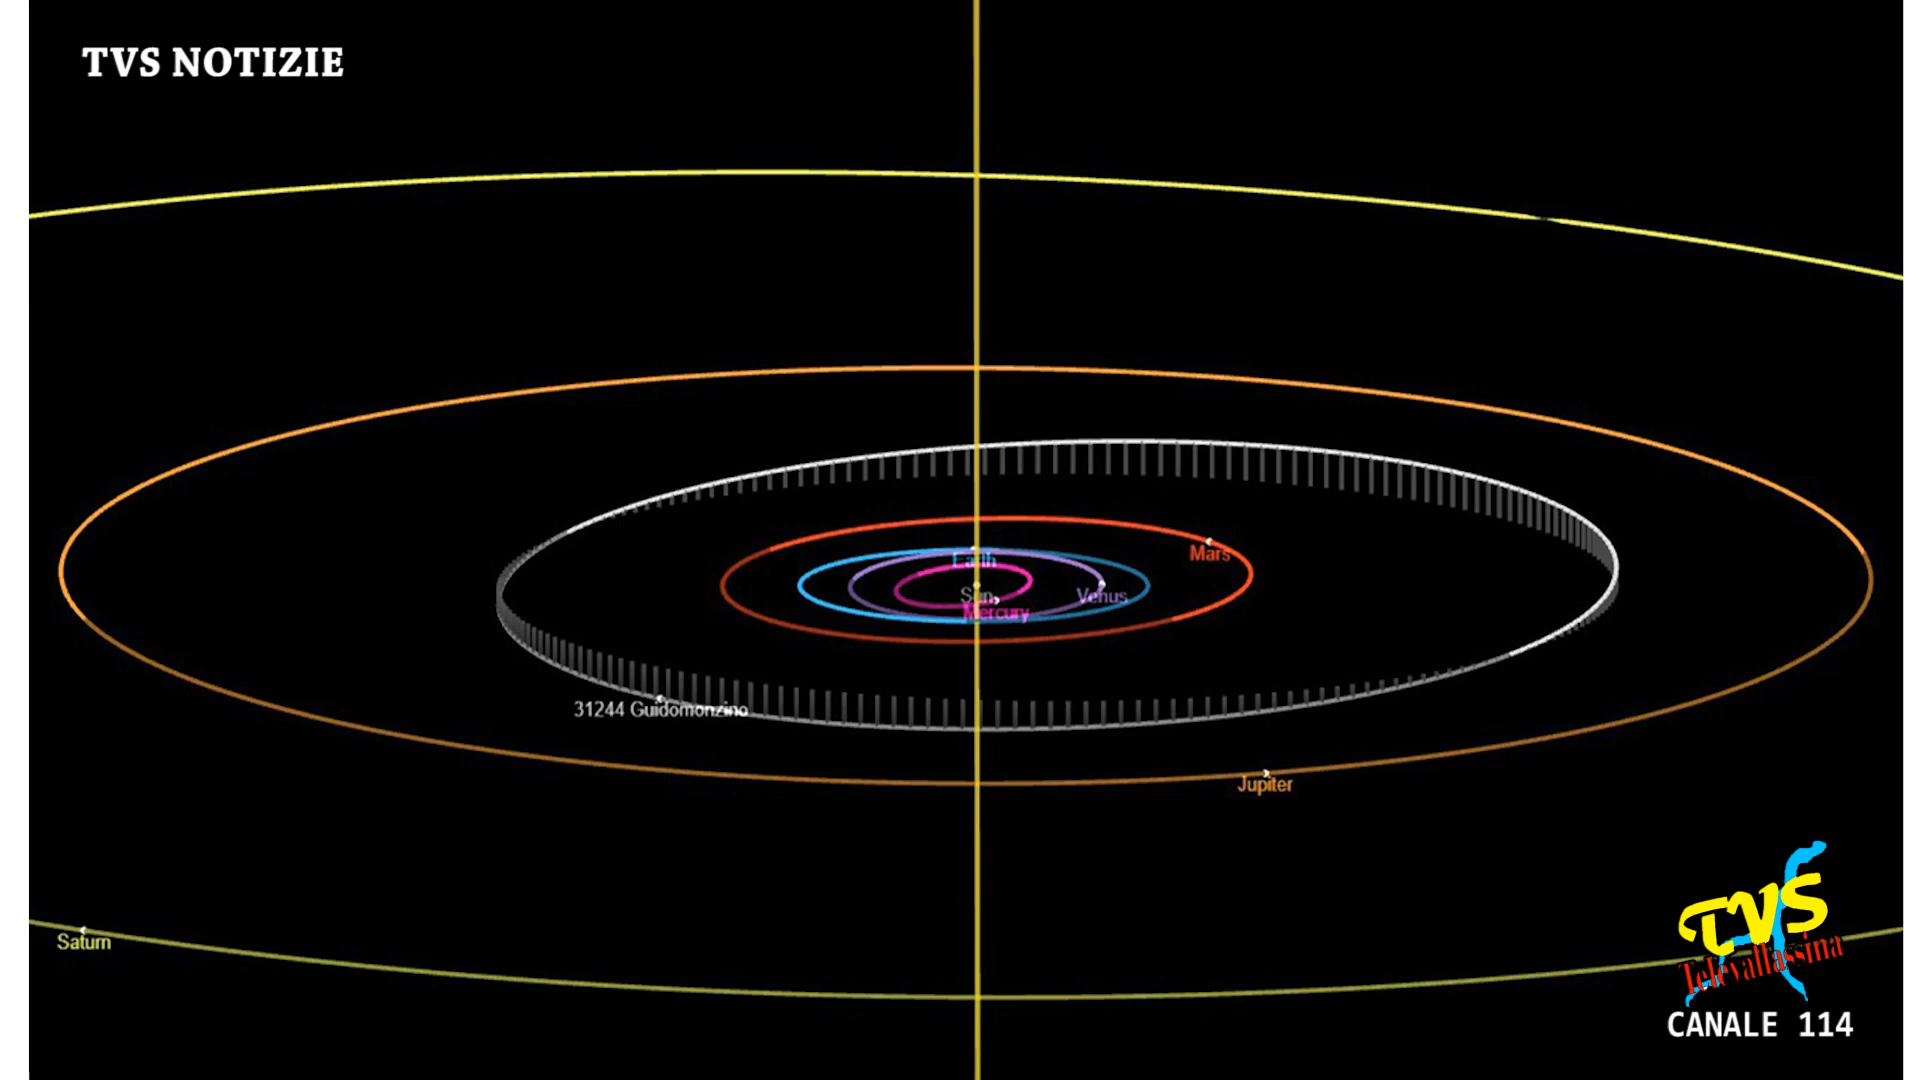 TVS NOTIZIE
Mars
Earth
Sun
Venus
Mercury
31244 Guidomonzino
Jupiter
Saturn
TVS
Televallassina
CANALE 114